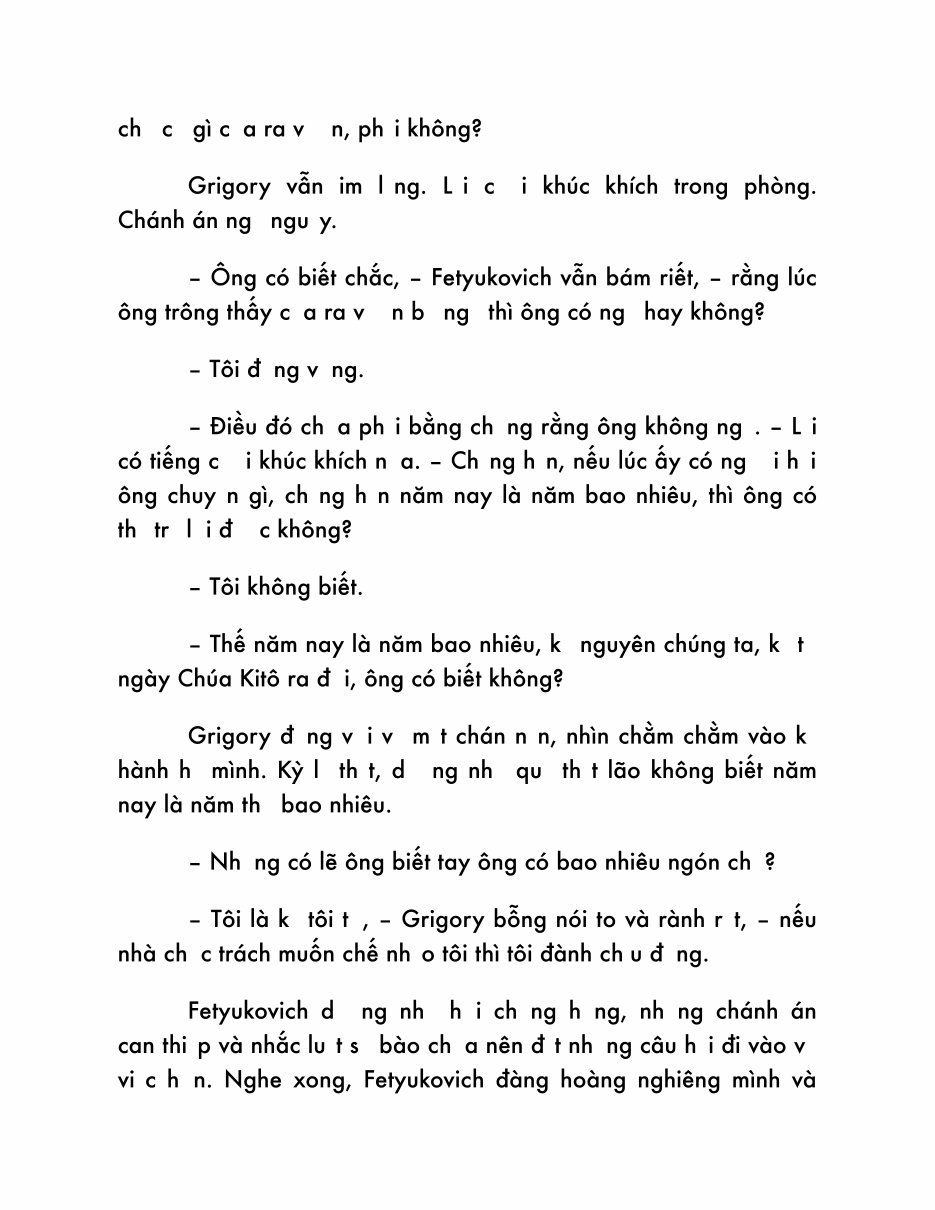 ch c gì c a ra v n, ph i không?
Grigory vẫn im l ng. L i c i khúc khích trong phòng.
Chánh án ng ngu y.
– Ông có biết chắc, – Fetyukovich vẫn bám riết, – rằng lúc
ông trông thấy c a ra v n b ng thì ông có ng hay không?
– Tôi đ ng v ng.
– Điều đó ch a ph i bằng ch ng rằng ông không ng . – L i
có tiếng c i khúc khích n a. – Ch ng h n, nếu lúc ấy có ng i h i
ông chuy n gì, ch ng h n năm nay là năm bao nhiêu, thì ông có
th tr l i đ c không?
– Tôi không biết.
– Thế năm nay là năm bao nhiêu, k nguyên chúng ta, k t
ngày Chúa Kitô ra đ i, ông có biết không?
Grigory đ ng v i v m t chán n n, nhìn chằm chằm vào k
hành h mình. Kỳ l th t, d ng nh qu th t lão không biết năm
nay là năm th bao nhiêu.
– Nh ng có lẽ ông biết tay ông có bao nhiêu ngón ch ?
– Tôi là k tôi t , – Grigory bỗng nói to và rành r t, – nếu
nhà ch c trách muốn chế nh o tôi thì tôi đành ch u đ ng.
Fetyukovich d ng nh h i ch ng h ng, nh ng chánh án
can thi p và nhắc lu t s bào ch a nên đ t nh ng câu h i đi vào v
vi c h n. Nghe xong, Fetyukovich đàng hoàng nghiêng mình và